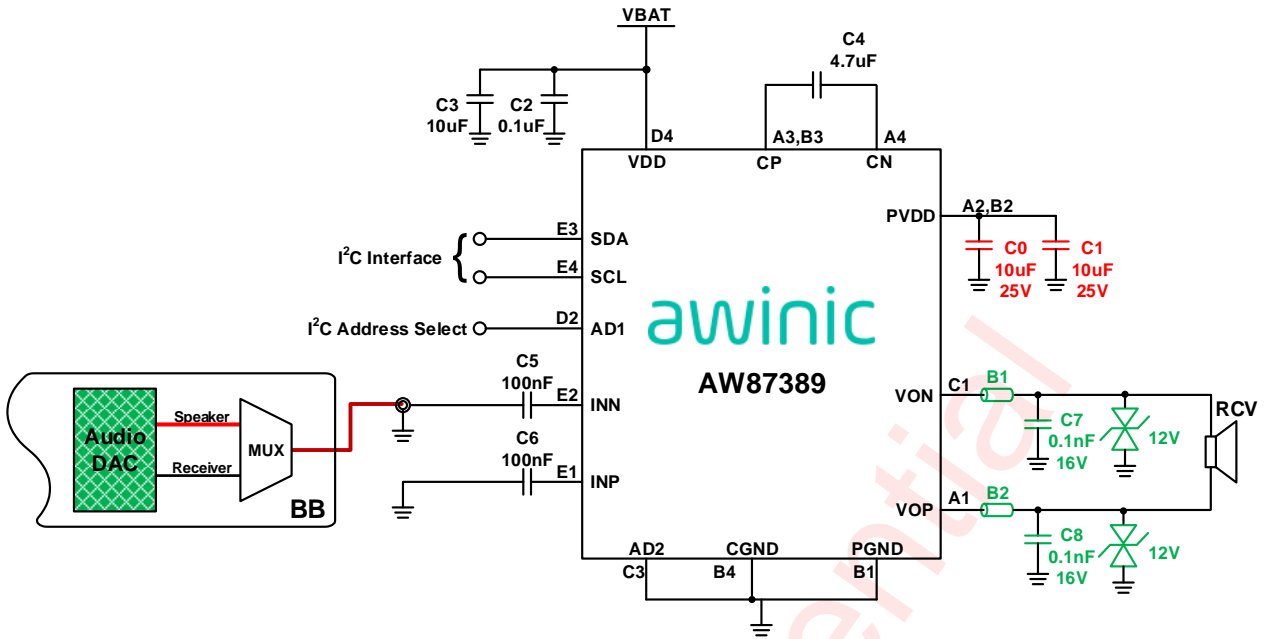 VBAT
C4
4.7uF
C3
10uF
C2
0.1uF
D4
A3,B3
A4
VDD
CP
CN
PVDD
A2,B2
C0
10uF
25V
C1
10uF
25V
I²C Interface
{
E3
SDA
E4
SCL
I²C Address Select
D2
AD1
awinic
AW87389
C5
100nF
E2
INN
C6
100nF
E1
INP
Audio
DAC
Speaker
Receiver
MUX
BB
VON
C1
B1
C7
0.1nF
16V
12V
RCV
VOP
A1
B2
C8
0.1nF
16V
12V
AD2
CGND
PGND
C3
B4
B1
ential